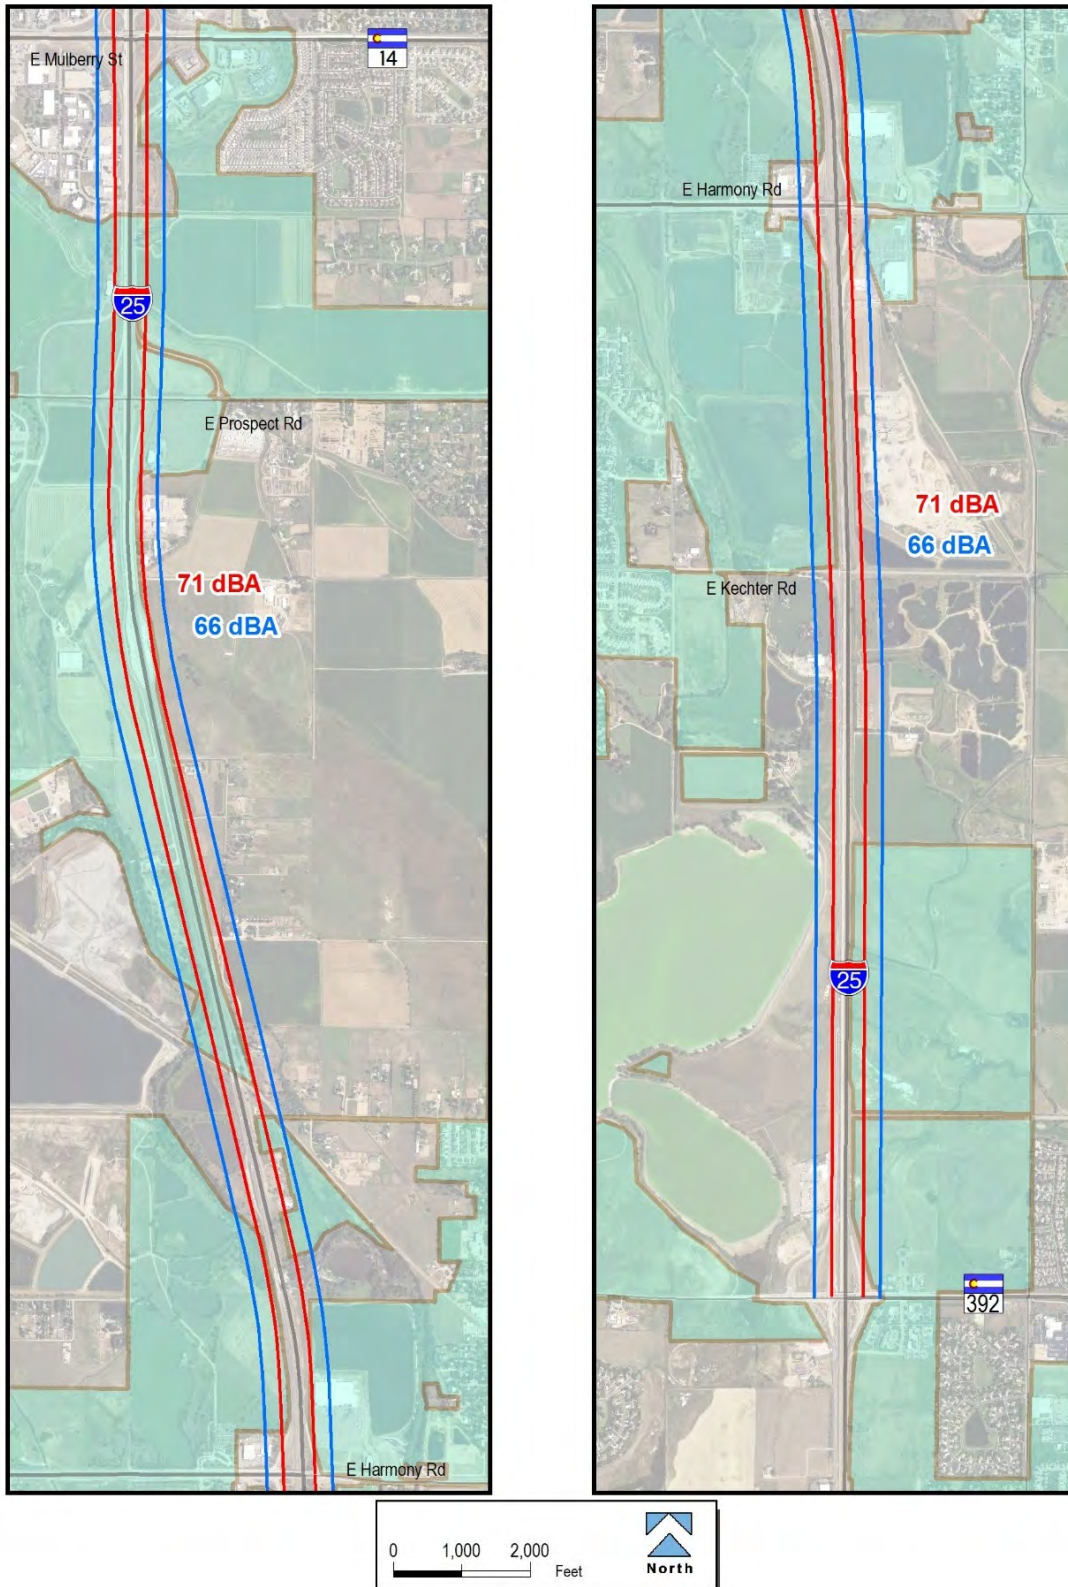 E Mulberry St
14
25
E Prospect Rd
71 dBA
66 dBA
E Harmony Rd
E Harmony Rd
71 dBA
66 dBA
E Kechter Rd
25
392
0 1,000 2,000
Feet
North